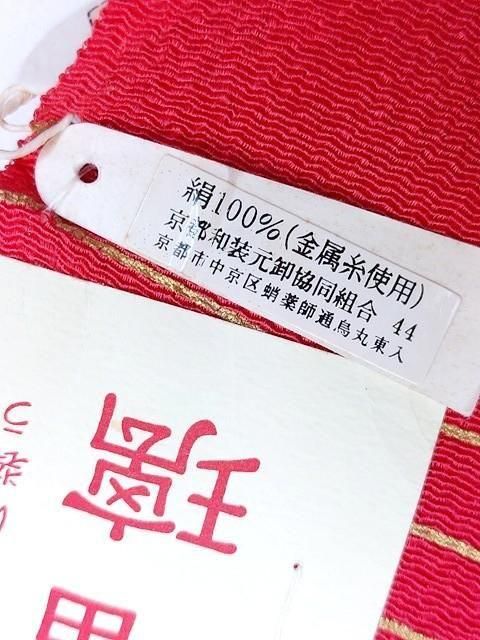 絹100%(金属糸使用)
京都和装元卸協同組合 44
京都市中京区蛸薬師通烏丸東入
璃